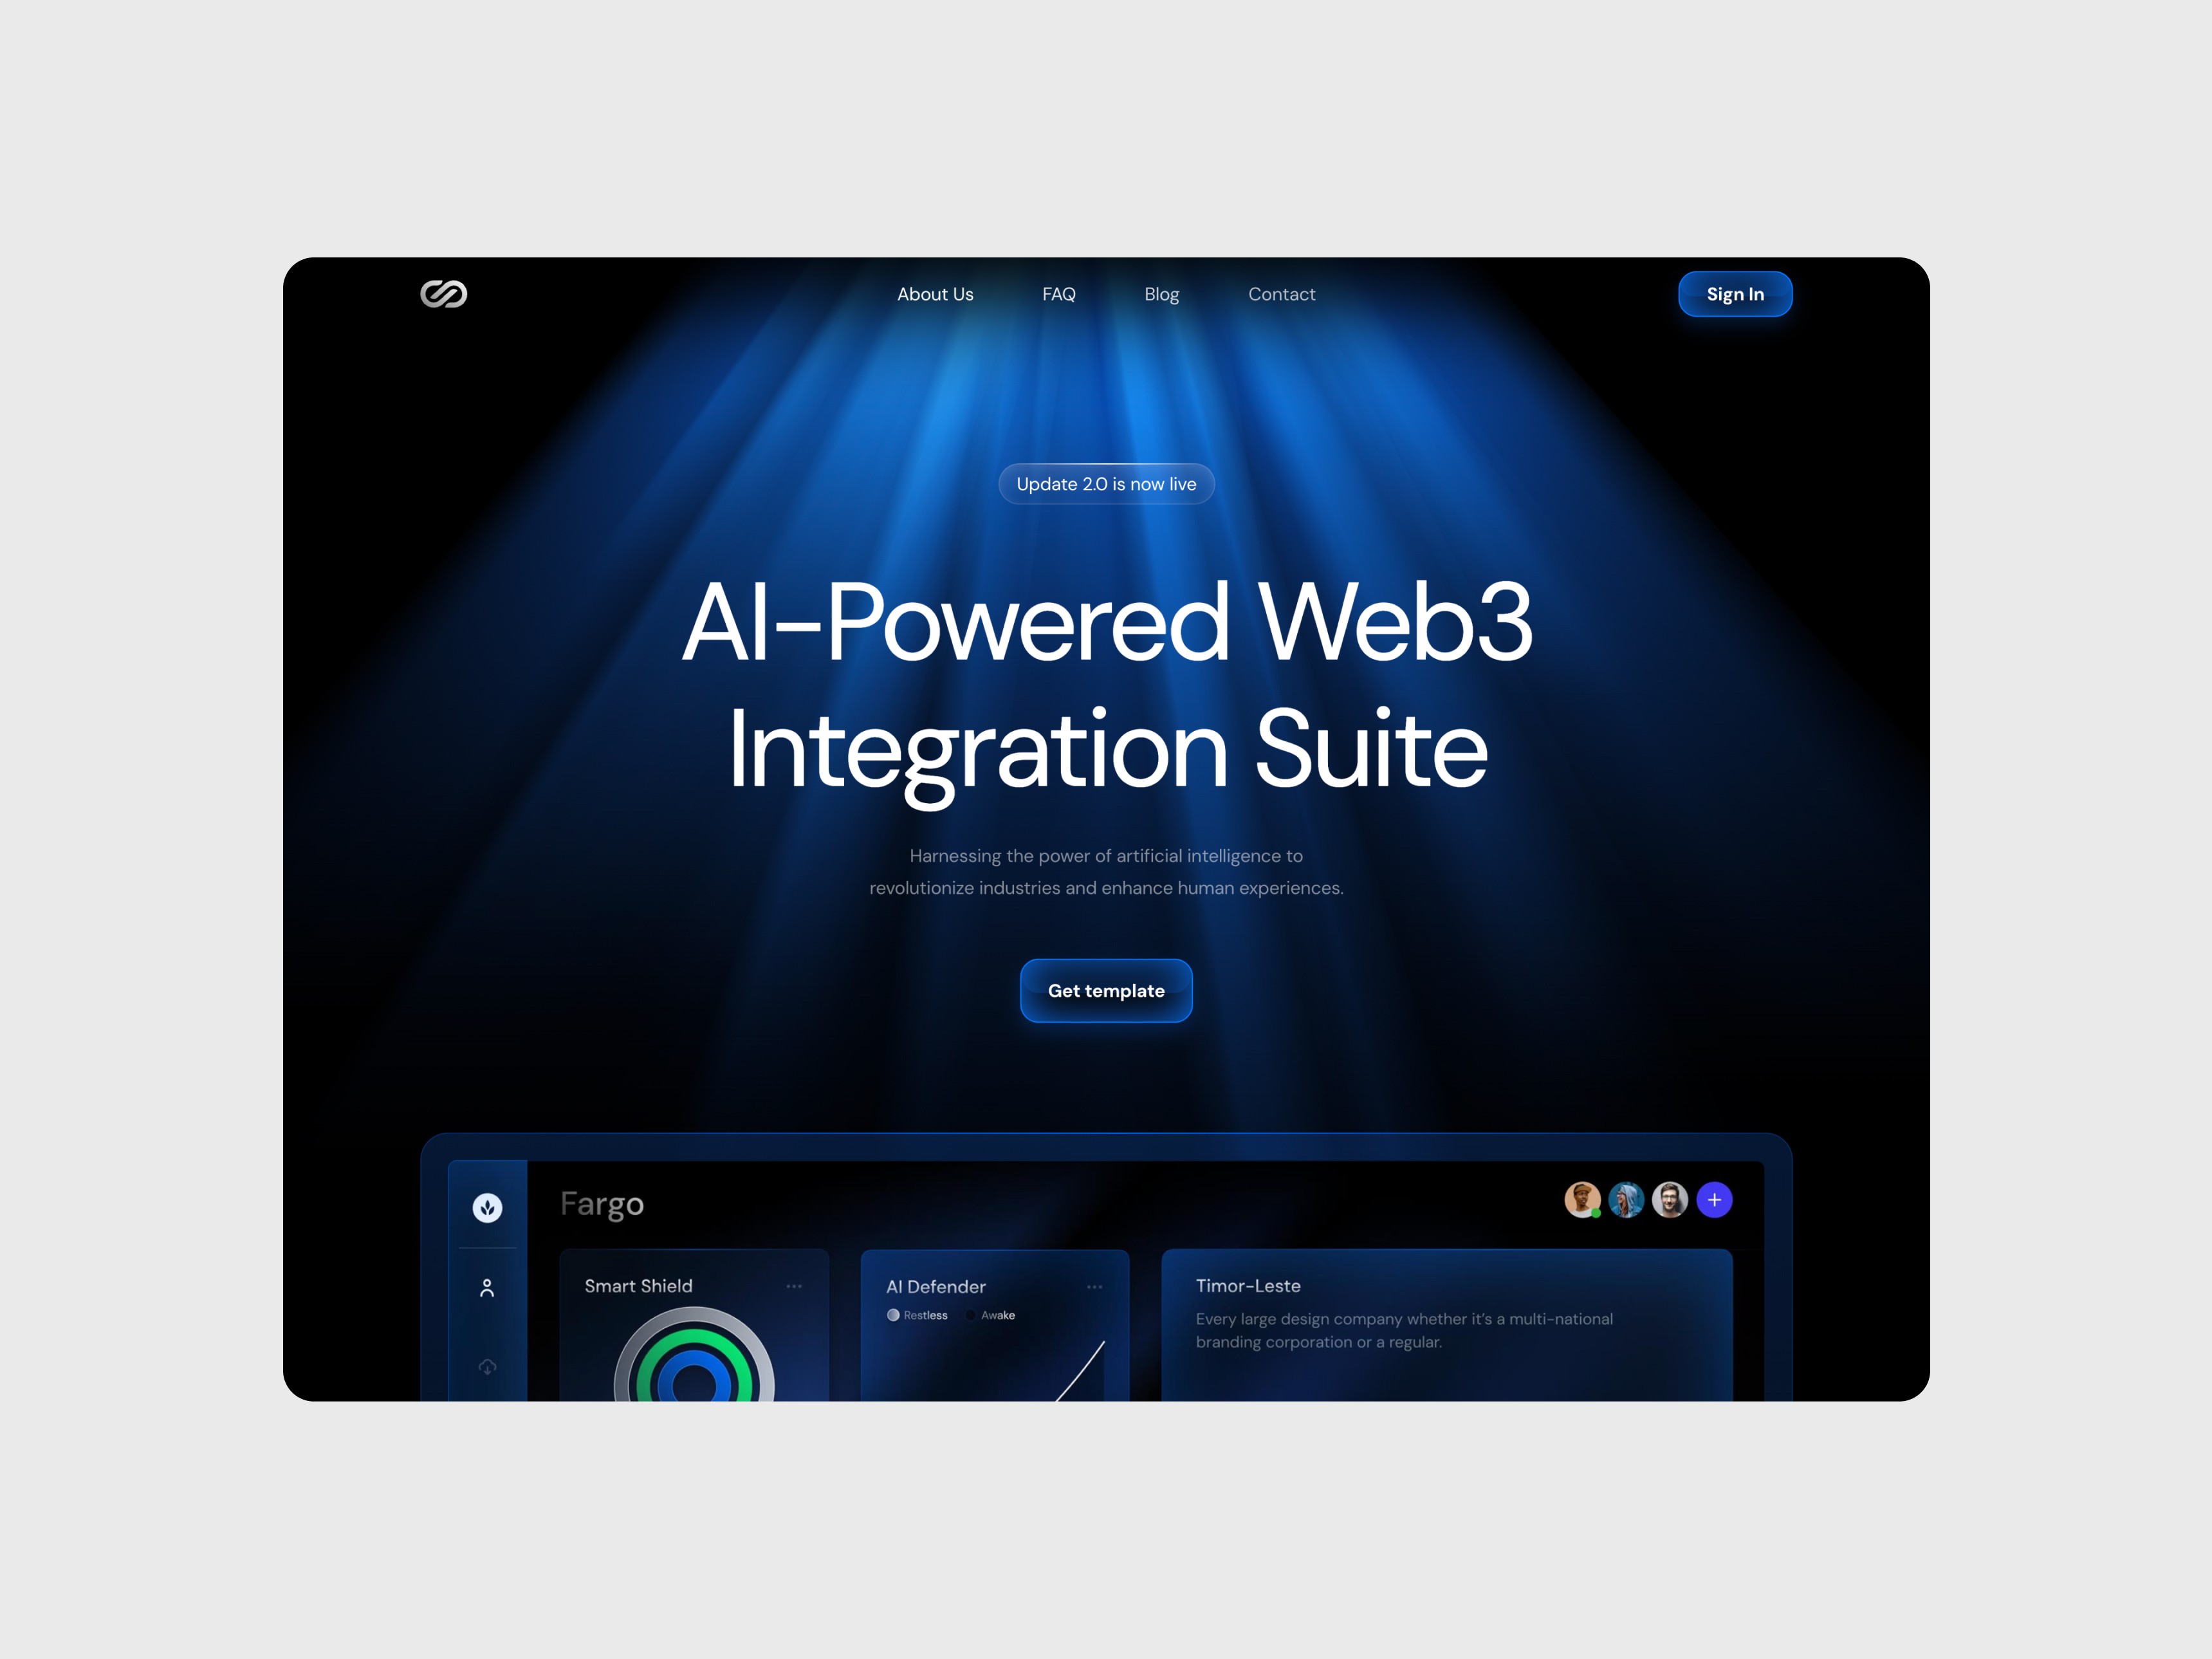 About Us FAQ Blog Contact Sign In
Update 2.0 is now live
AI-Powered Web3
Integration Suite
Harnessing the power of artificial intelligence to
revolutionize industries and enhance human experiences.
Get template
Fargo
Smart Shield
AI Defender
Restless Awake
Timor-Leste
Every large design company whether it's a multi-national
branding corporation or a regular.